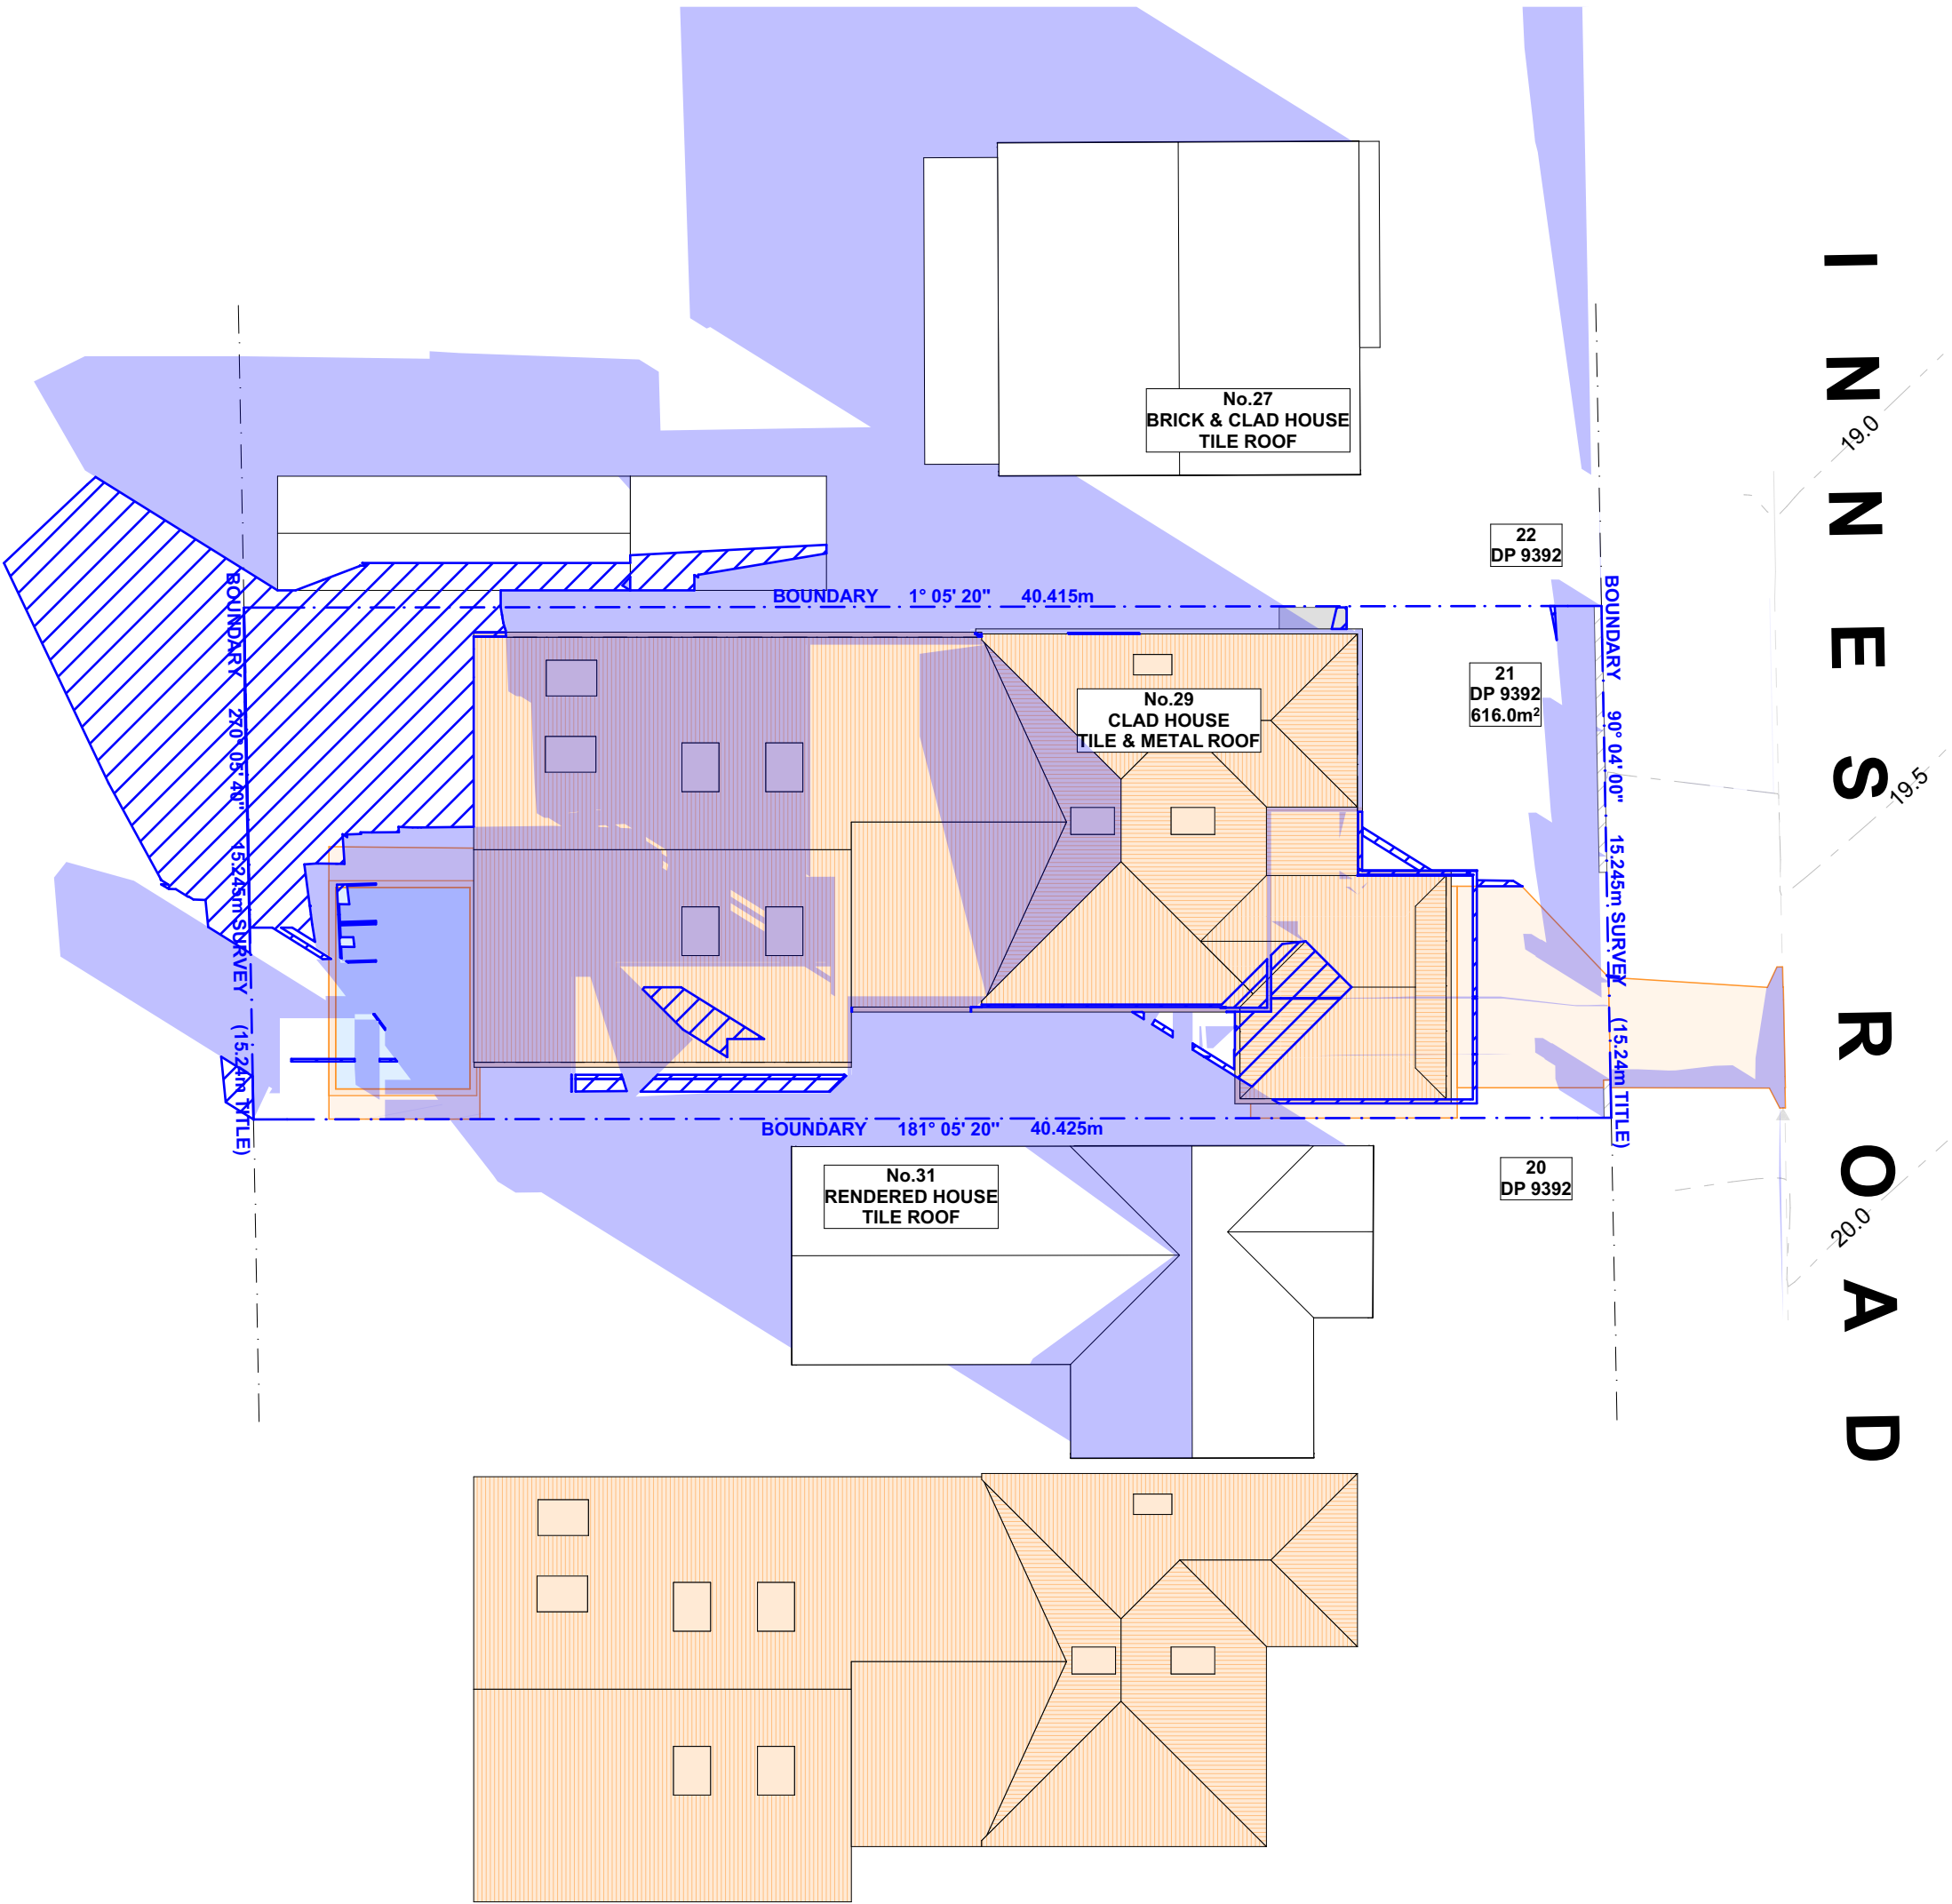 No.27
BRICK & CLAD HOUSE
TILE ROOF
INNES ROAD
19.0
22
DP 9392
BOUNDARY 1° 05' 20" 40.415m
BOUNDARY 270° 05' 40" 15.245m SURVEY (15.24m TITLE)
BOUNDARY 90° 04' 00" 15.245m SURVEY (15.24m TITLE)
21
DP 9392
616.0m²
No.29
CLAD HOUSE
TILE & METAL ROOF
19.5
BOUNDARY 181° 05' 20" 40.425m
No.31
RENDERED HOUSE
TILE ROOF
20
DP 9392
20.0